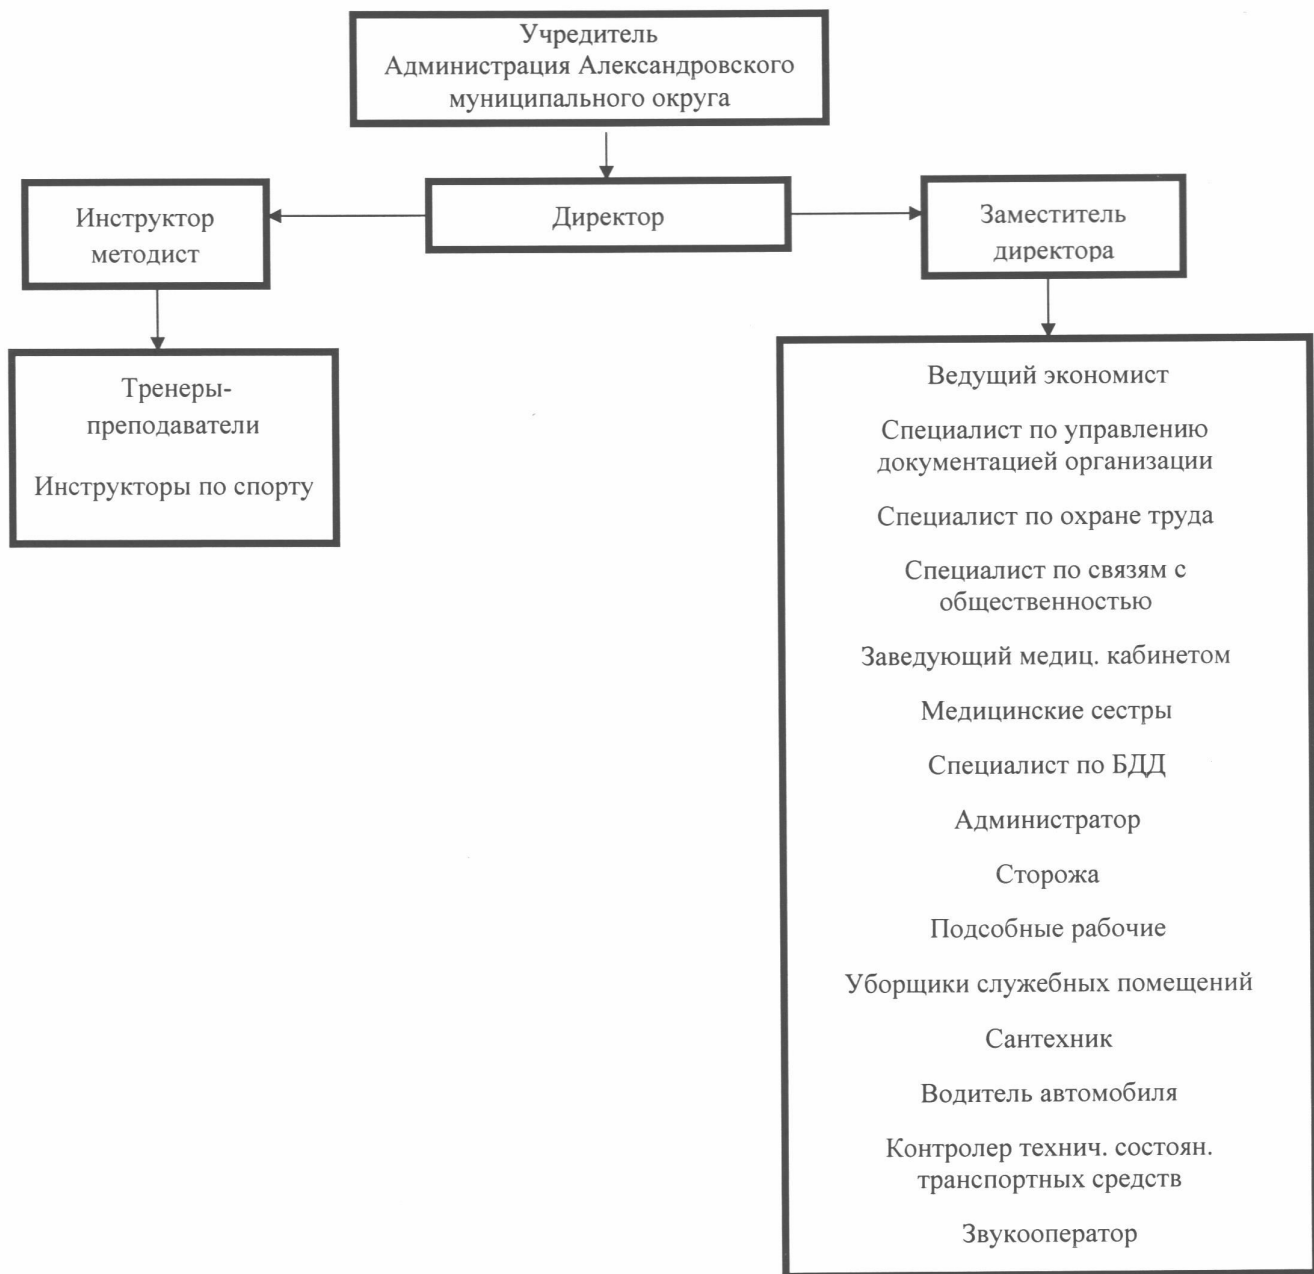 Учредитель
Администрация Александровского
муниципального округа
Инструктор
методист
Директор
Заместитель
директора
Тренеры-
преподаватели
Инструкторы по спорту
Ведущий экономист
Специалист по управлению
документацией организации
Специалист по охране труда
Специалист по связям с
общественностью
Заведующий медиц. кабинетом
Медицинские сестры
Специалист по БДД
Администратор
Сторожа
Подсобные рабочие
Уборщики служебных помещений
Сантехник
Водитель автомобиля
Контролер технич. состоян.
транспортных средств
Звукооператор